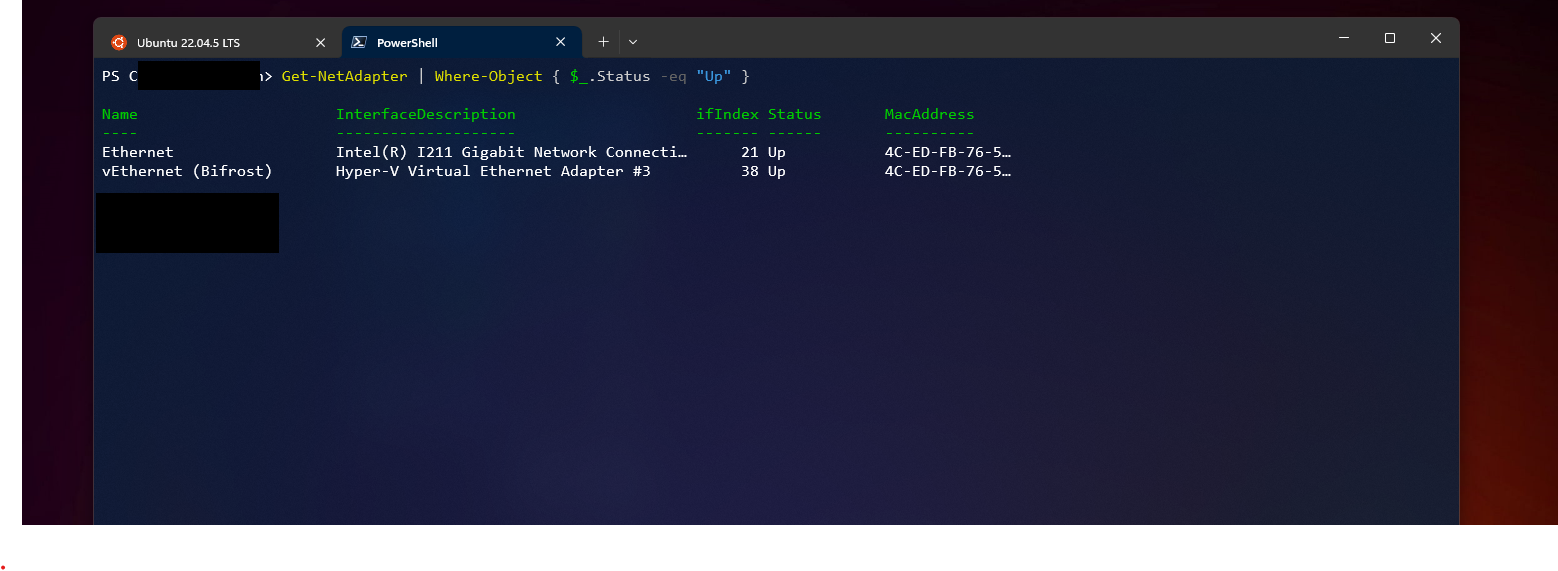 Ubuntu 22.04.5 LTS
PowerShell
PS C > Get-NetAdapter | Where-Object { $_.Status -eq "Up" }
Name InterfaceDescription ifIndex Status MacAddress
---- -------------------- ------- ------ ----------
Ethernet Intel(R) I211 Gigabit Network Connecti… 21 Up 4C-ED-FB-76-5…
vEthernet (Bifrost) Hyper-V Virtual Ethernet Adapter #3 38 Up 4C-ED-FB-76-5…